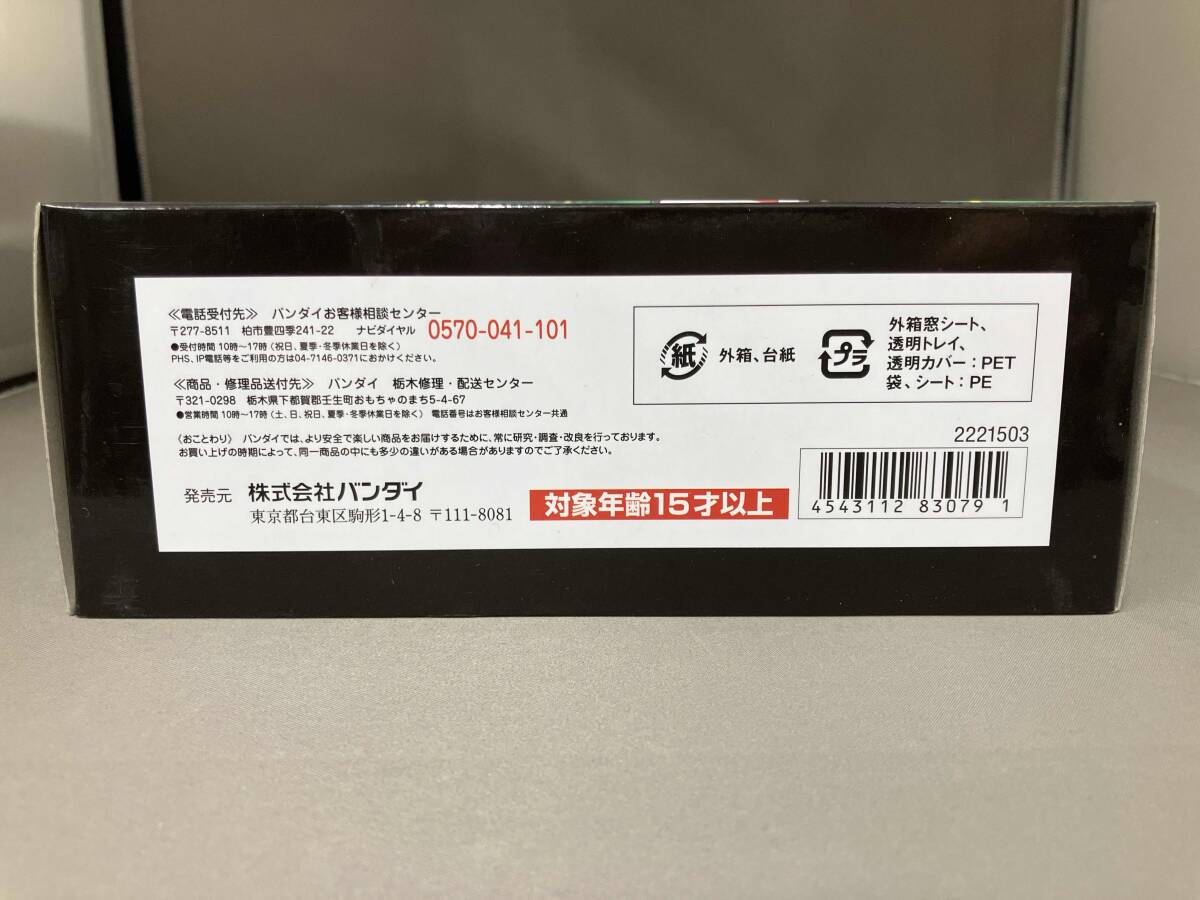 ≪電話受付先≫ バンダイお客様相談センター
〒277-8511 柏市豊四季241-22 ナビダイヤル 0570-041-101
●受付時間 10時～17時(祝日、夏季・冬季休業日を除く)
PHS、IP電話等をご利用の方は04-7146-0371におかけください。
≪商品・修理品送付先≫ バンダイ 栃木修理・配送センター
〒321-0298 栃木県下都賀郡壬生町おもちゃのまち5-4-67
●営業時間 10時～17時(土、日、祝日、夏季・冬季休業日を除く) 電話番号はお客様相談センター共通
〈おことわり〉 バンダイでは、より安全で楽しい商品をお届けするために、常に研究・調査・改良を行っております。
お買い上げの時期によって、同一商品の中にも多少の違いがある場合がありますのでご了承ください。
発売元 株式会社バンダイ
東京都台東区駒形1-4-8 〒111-8081
対象年齢15才以上
紙 外箱、台紙
プラ
外箱窓シート、
透明トレイ、
透明カバー:PET
袋、シート:PE
2221503
4543112 83079 1